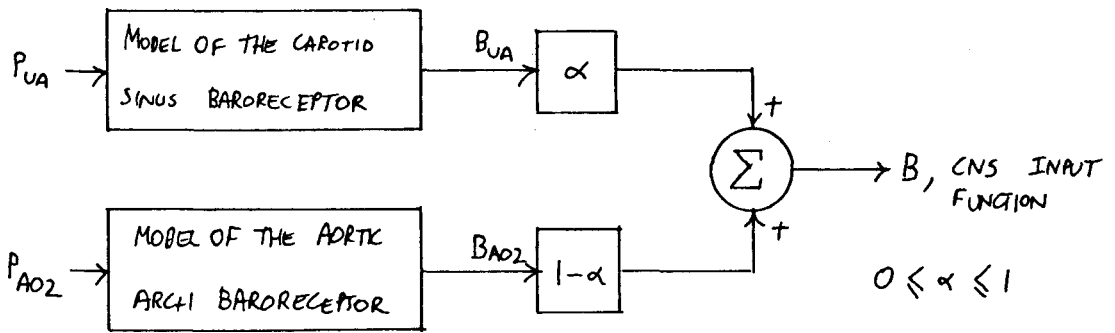 MODEL OF THE CAROTID
SINUS BARORECEPTOR
P_UA
B_UA
α
+
Σ
B, CNS INPUT
FUNCTION
+
MODEL OF THE AORTIC
ARCH BARORECEPTOR
P_AO2
B_AO2
1-α
0 ≤ α ≤ 1